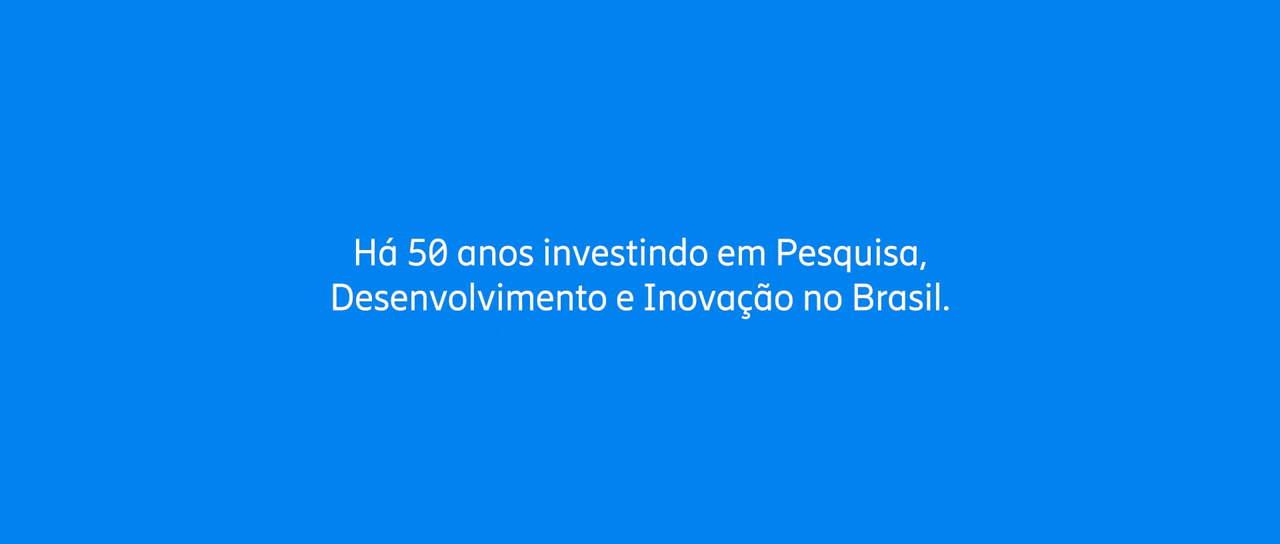 Há 50 anos investindo em Pesquisa,
Desenvolvimento e Inovação no Brasil.